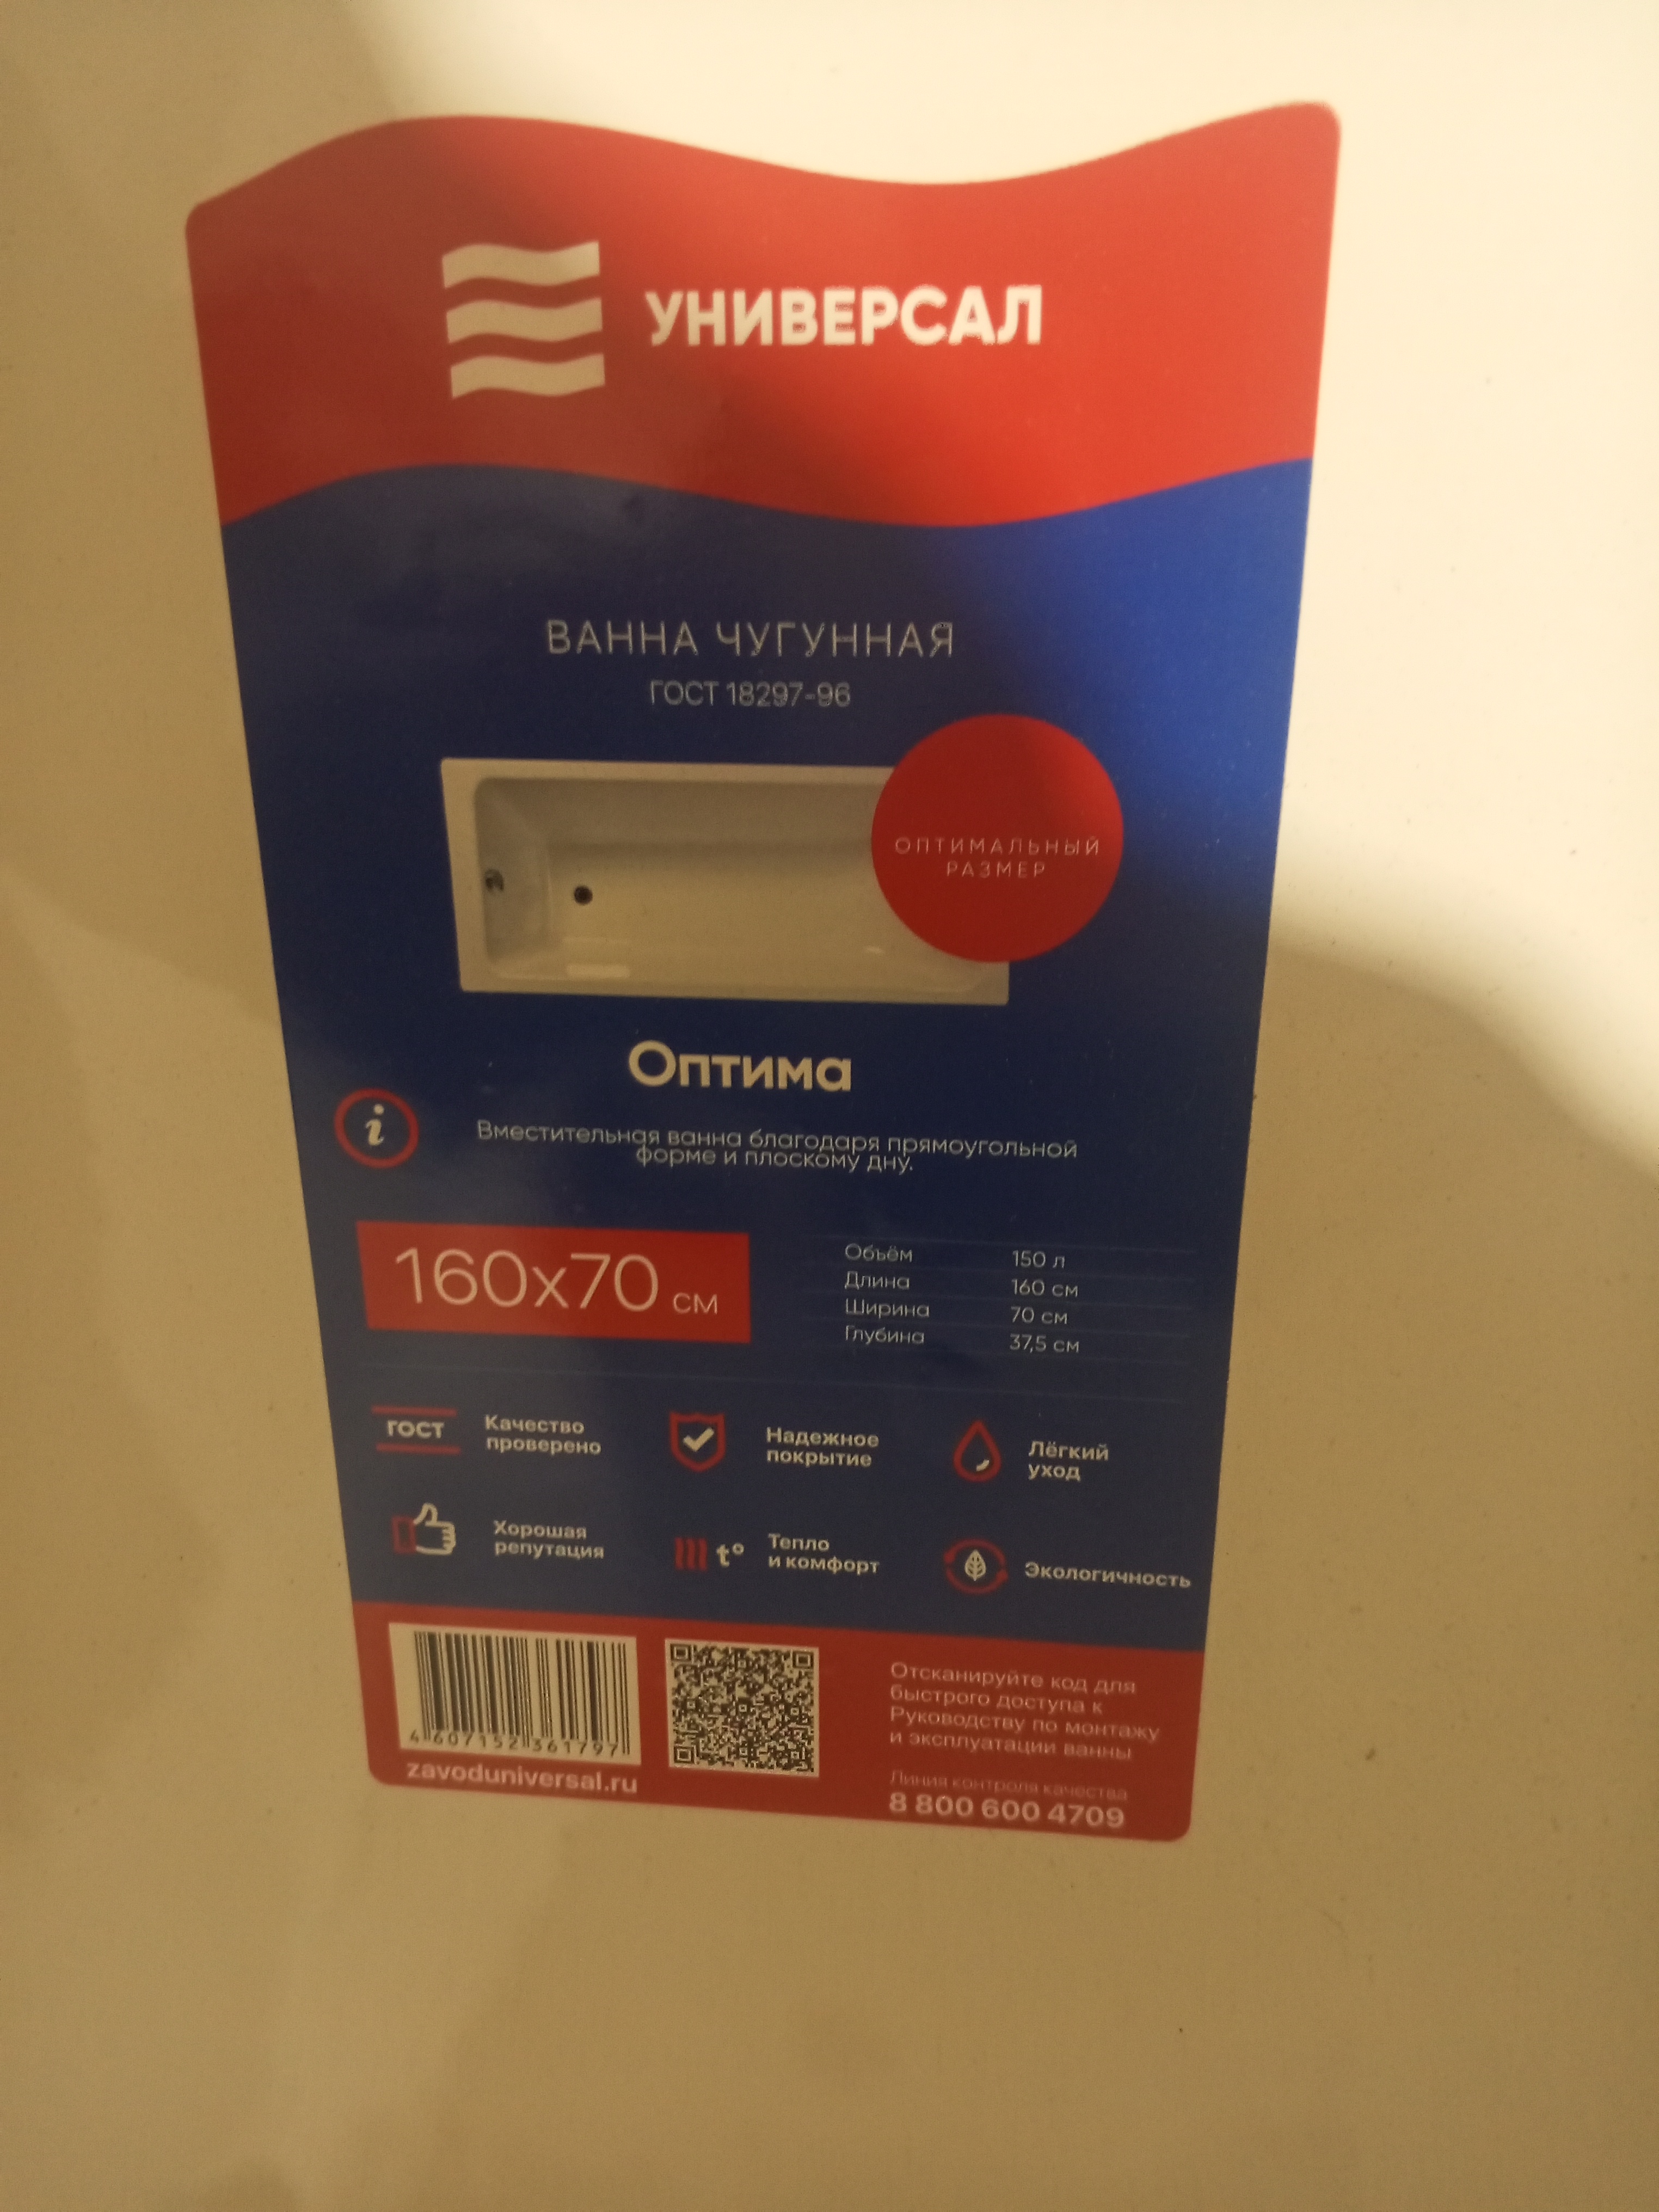 УНИВЕРСАЛ
ВАННА ЧУГУННАЯ
ГОСТ 18297-96
ОПТИМАЛЬНЫЙ
РАЗМЕР
Оптима
i
Вместительная ванна благодаря прямоугольной
форме и плоскому дну.
160x70 см
Объём 150 л
Длина 160 см
Ширина 70 см
Глубина 37,5 см
ГОСТ
Качество
проверено
Надежное
покрытие
Лёгкий
уход
Хорошая
репутация
t°
Тепло
и комфорт
Экологичность
4 607152 361797
zavoduniversal.ru
Отсканируйте код для
быстрого доступа к
Руководству по монтажу
и эксплуатации ванны
Линия контроля качества
8 800 600 4709